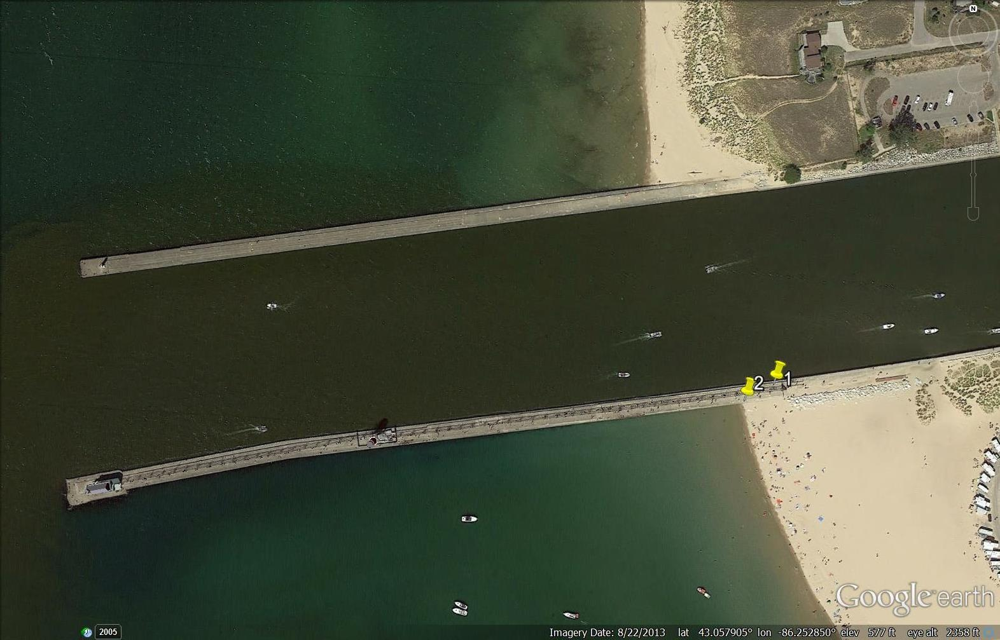 N
1
2
Google earth
2005
Imagery Date: 8/22/2013 lat 43.057905° lon -86.252850° elev 577 ft eye alt 2358 ft